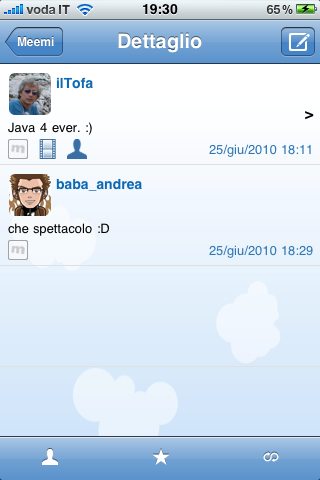 voda IT 19:30 65%
Meemi Dettaglio
ilTofa
>
Java 4 ever. :)
m 25/giu/2010 18:11
baba_andrea
che spettacolo :D
m 25/giu/2010 18:29